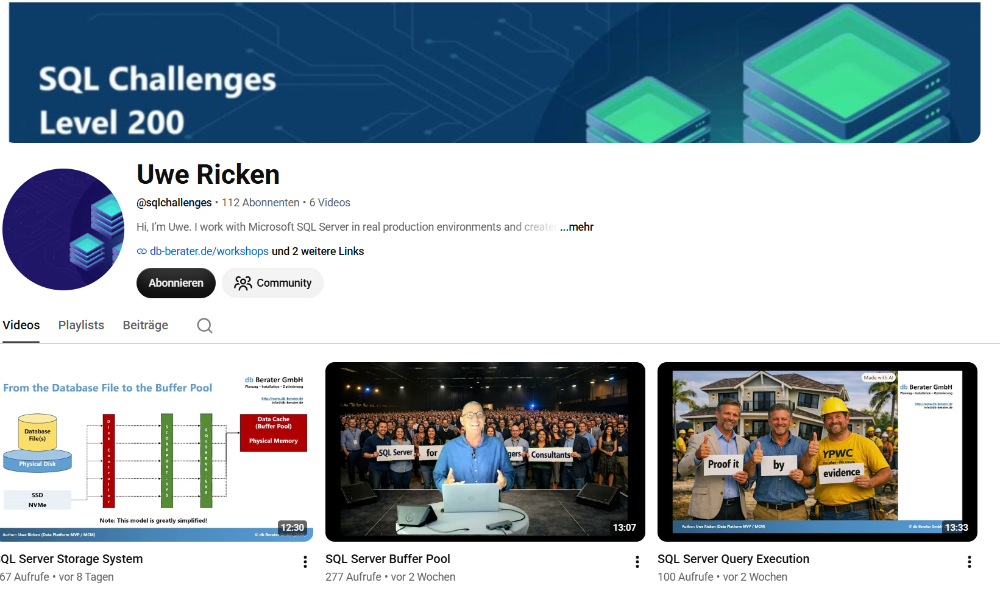 SQL Challenges
Level 200
Uwe Ricken
@sqlchallenges • 112 Abonnenten • 6 Videos
Hi, I'm Uwe. I work with Microsoft SQL Server in real production environments and create ...mehr
db-berater.de/workshops und 2 weitere Links
Abonnieren
Community
Videos
Playlists
Beiträge
From the Database File to the Buffer Pool
db Berater GmbH
Planung – Installation – Optimierung
http://www.db-berater.de
info@db-berater.de
Database
File(s)
Physical Disk
SSD
NVMe
Disk Controller
STOREPORT.SYS
SQLSERVR.EXE
Data Cache
(Buffer Pool)
Physical Memory
Note: This model is greatly simplified!
12:30
Author: Uwe Ricken (Data Platform MVP / MCM)
© db Berater GmbH
SQL Server
for
gers
Consultants
13:07
Made with AI
db Berater GmbH
Planung – Installation – Optimierung
http://www.db-berater.de
info@db-berater.de
Proof it
by
evidence
YPWC
You plan - We create
Author: Uwe Ricken (Data Platform MVP / MCM)
© db Berater GmbH
13:33
QL Server Storage System
67 Aufrufe • vor 8 Tagen
SQL Server Buffer Pool
277 Aufrufe • vor 2 Wochen
SQL Server Query Execution
100 Aufrufe • vor 2 Wochen